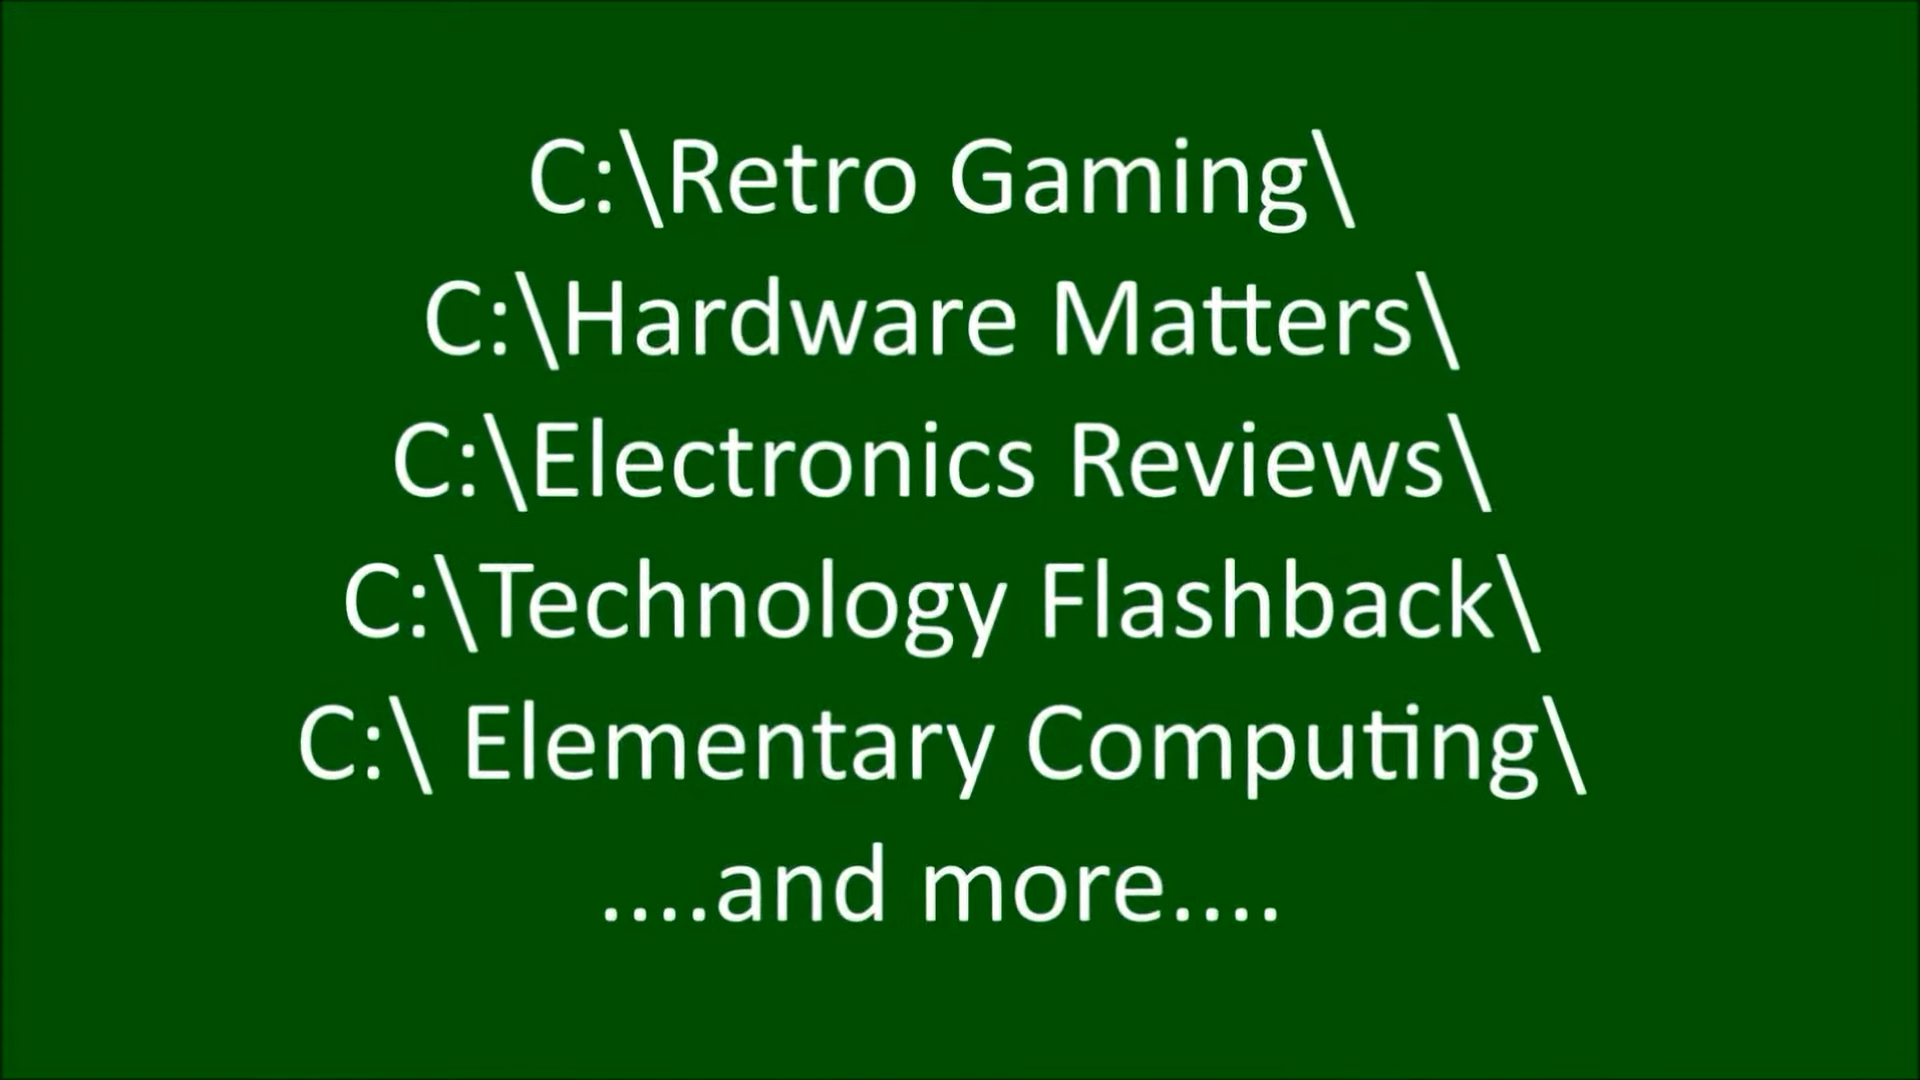 C:\Retro Gaming\
C:\Hardware Matters\
C:\Electronics Reviews\
C:\Technology Flashback\
C:\ Elementary Computing\
....and more....